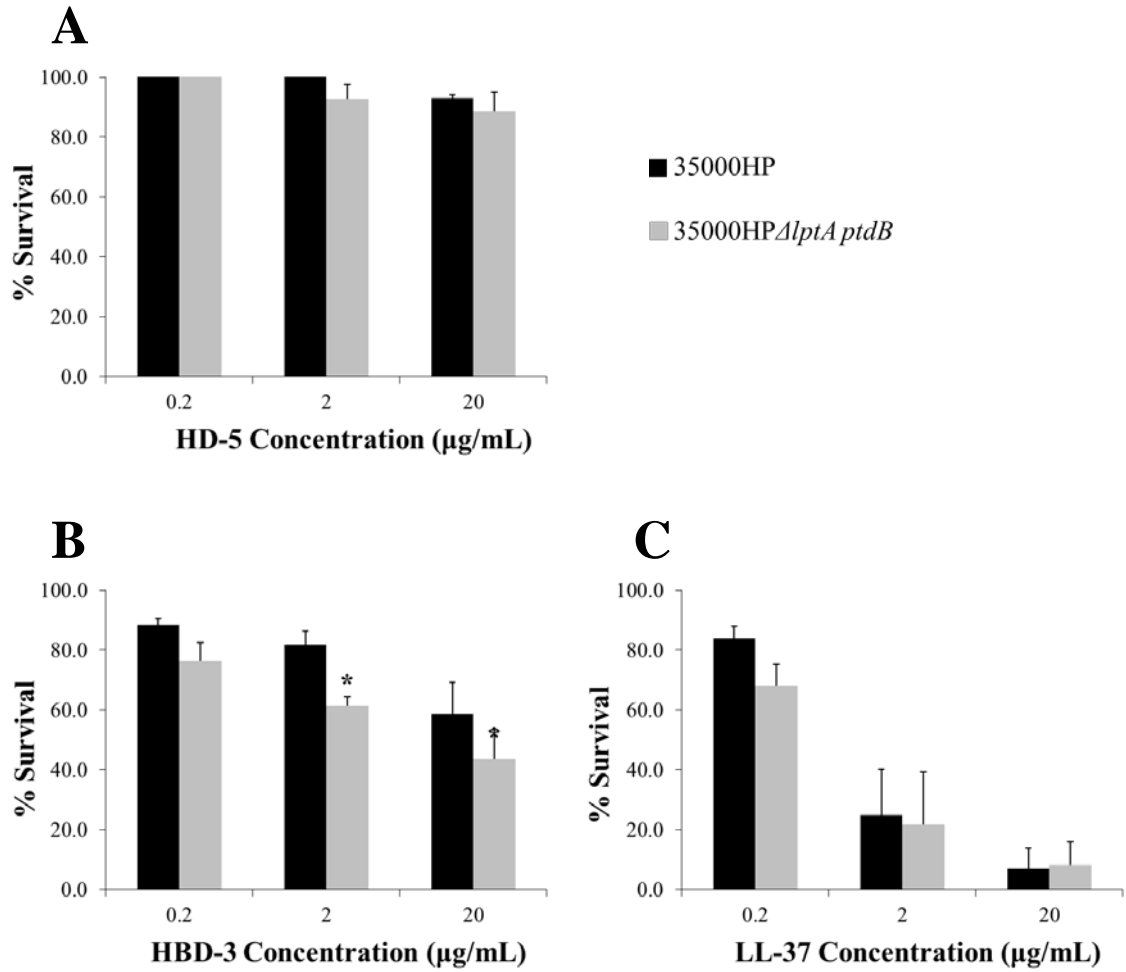 A
100.0
80.0
60.0
40.0
20.0
0.0
% Survival
0.2 2 20
HD-5 Concentration (µg/mL)
35000HP
35000HPΔlptA ptdB
B
100.0
80.0
60.0
40.0
20.0
0.0
% Survival
*
*
0.2 2 20
HBD-3 Concentration (µg/mL)
C
100.0
80.0
60.0
40.0
20.0
0.0
% Survival
0.2 2 20
LL-37 Concentration (µg/mL)